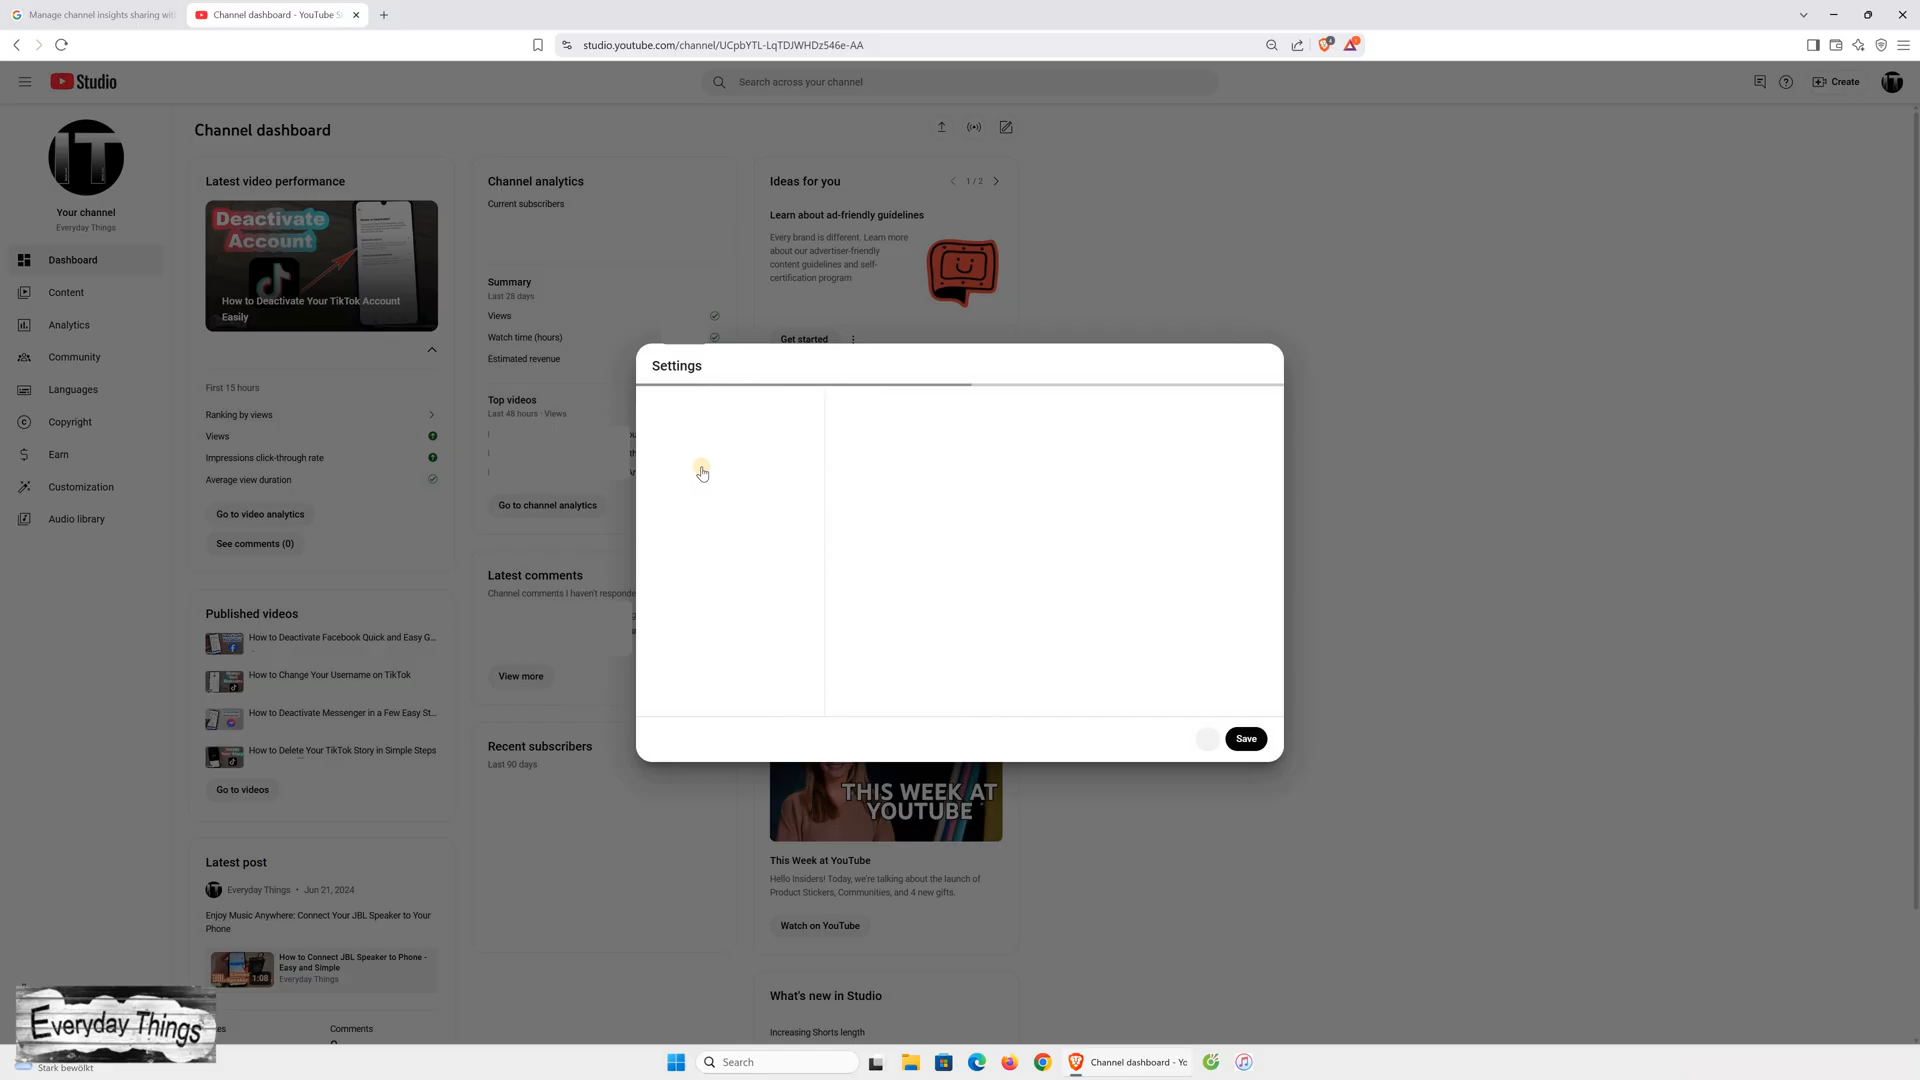 Manage channel insights sharing wit
Channel dashboard - YouTube S
studio.youtube.com/channel/UCpbYTL-LqTDJWHDz546e-AA
Studio
Search across your channel
Create
Your channel
Everyday Things
Dashboard
Content
Analytics
Community
Languages
Copyright
Earn
Customization
Audio library
Channel dashboard
Latest video performance
Deactivate
Account
How to Deactivate Your TikTok Account
Easily
First 15 hours
Ranking by views
Views
Impressions click-through rate
Average view duration
Go to video analytics
See comments (0)
Published videos
How to Deactivate Facebook Quick and Easy G...
How to Change Your Username on TikTok
How to Deactivate Messenger in a Few Easy St...
How to Delete Your TikTok Story in Simple Steps
Go to videos
Latest post
Everyday Things • Jun 21, 2024
Enjoy Music Anywhere: Connect Your JBL Speaker to Your
Phone
How to Connect JBL Speaker to Phone -
Easy and Simple
Everyday Things
1:08
Comments
Channel analytics
Current subscribers
Summary
Last 28 days
Views
Watch time (hours)
Estimated revenue
Top videos
Last 48 hours · Views
Go to channel analytics
Latest comments
Channel comments I haven't responde
View more
Recent subscribers
Last 90 days
Ideas for you
1 / 2
Learn about ad-friendly guidelines
Every brand is different. Learn more
about our advertiser-friendly
content guidelines and self-
certification program
Get started
Settings
Save
THIS WEEK AT
YOUTUBE
This Week at YouTube
Hello Insiders! Today, we're talking about the launch of
Product Stickers, Communities, and 4 new gifts.
Watch on YouTube
What's new in Studio
Increasing Shorts length
Everyday Things
Stark bewölkt
Search
Channel dashboard - Yo